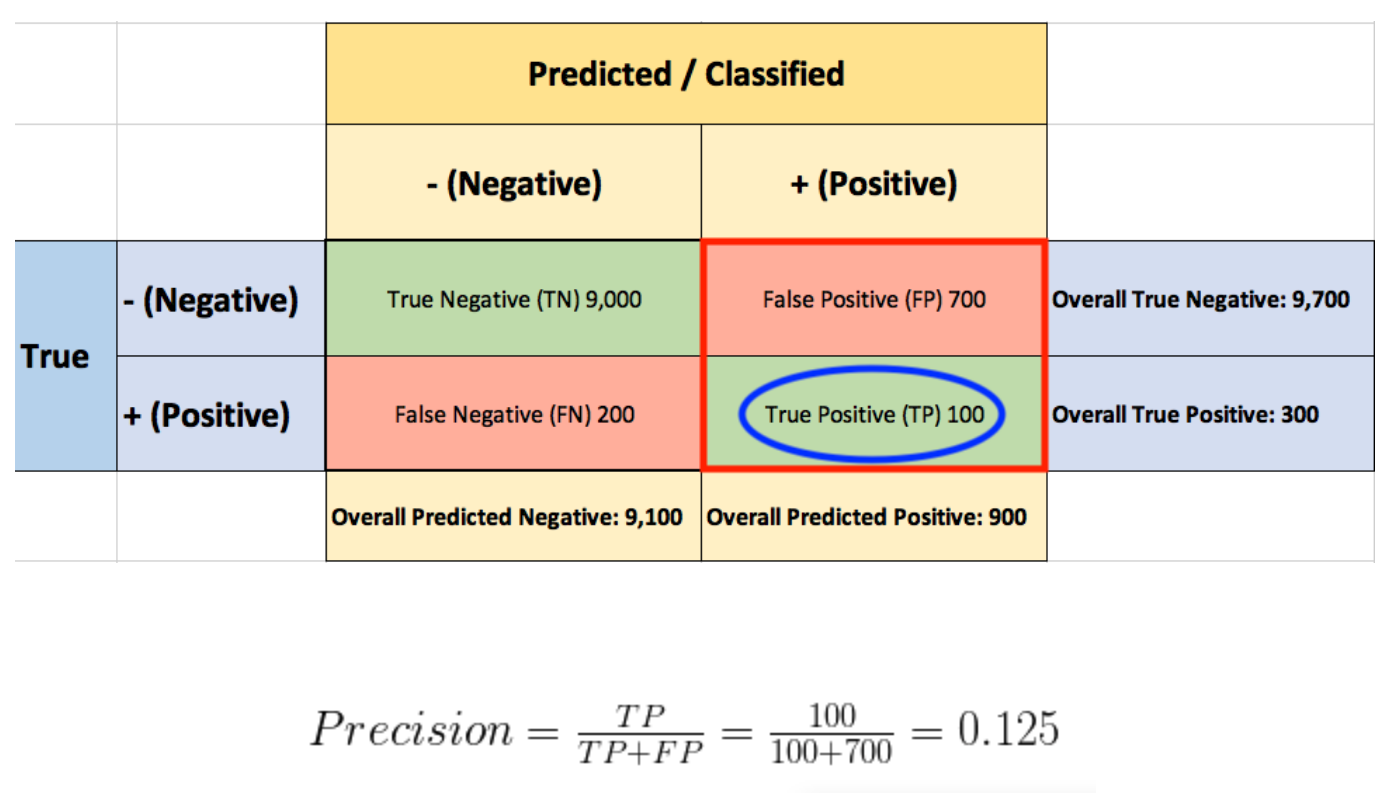 Predicted / Classified
- (Negative) + (Positive)
- (Negative) True Negative (TN) 9,000 False Positive (FP) 700 Overall True Negative: 9,700
True
+ (Positive) False Negative (FN) 200 True Positive (TP) 100 Overall True Positive: 300
Overall Predicted Negative: 9,100 Overall Predicted Positive: 900
Precision = TP / TP+FP = 100 / 100+700 = 0.125